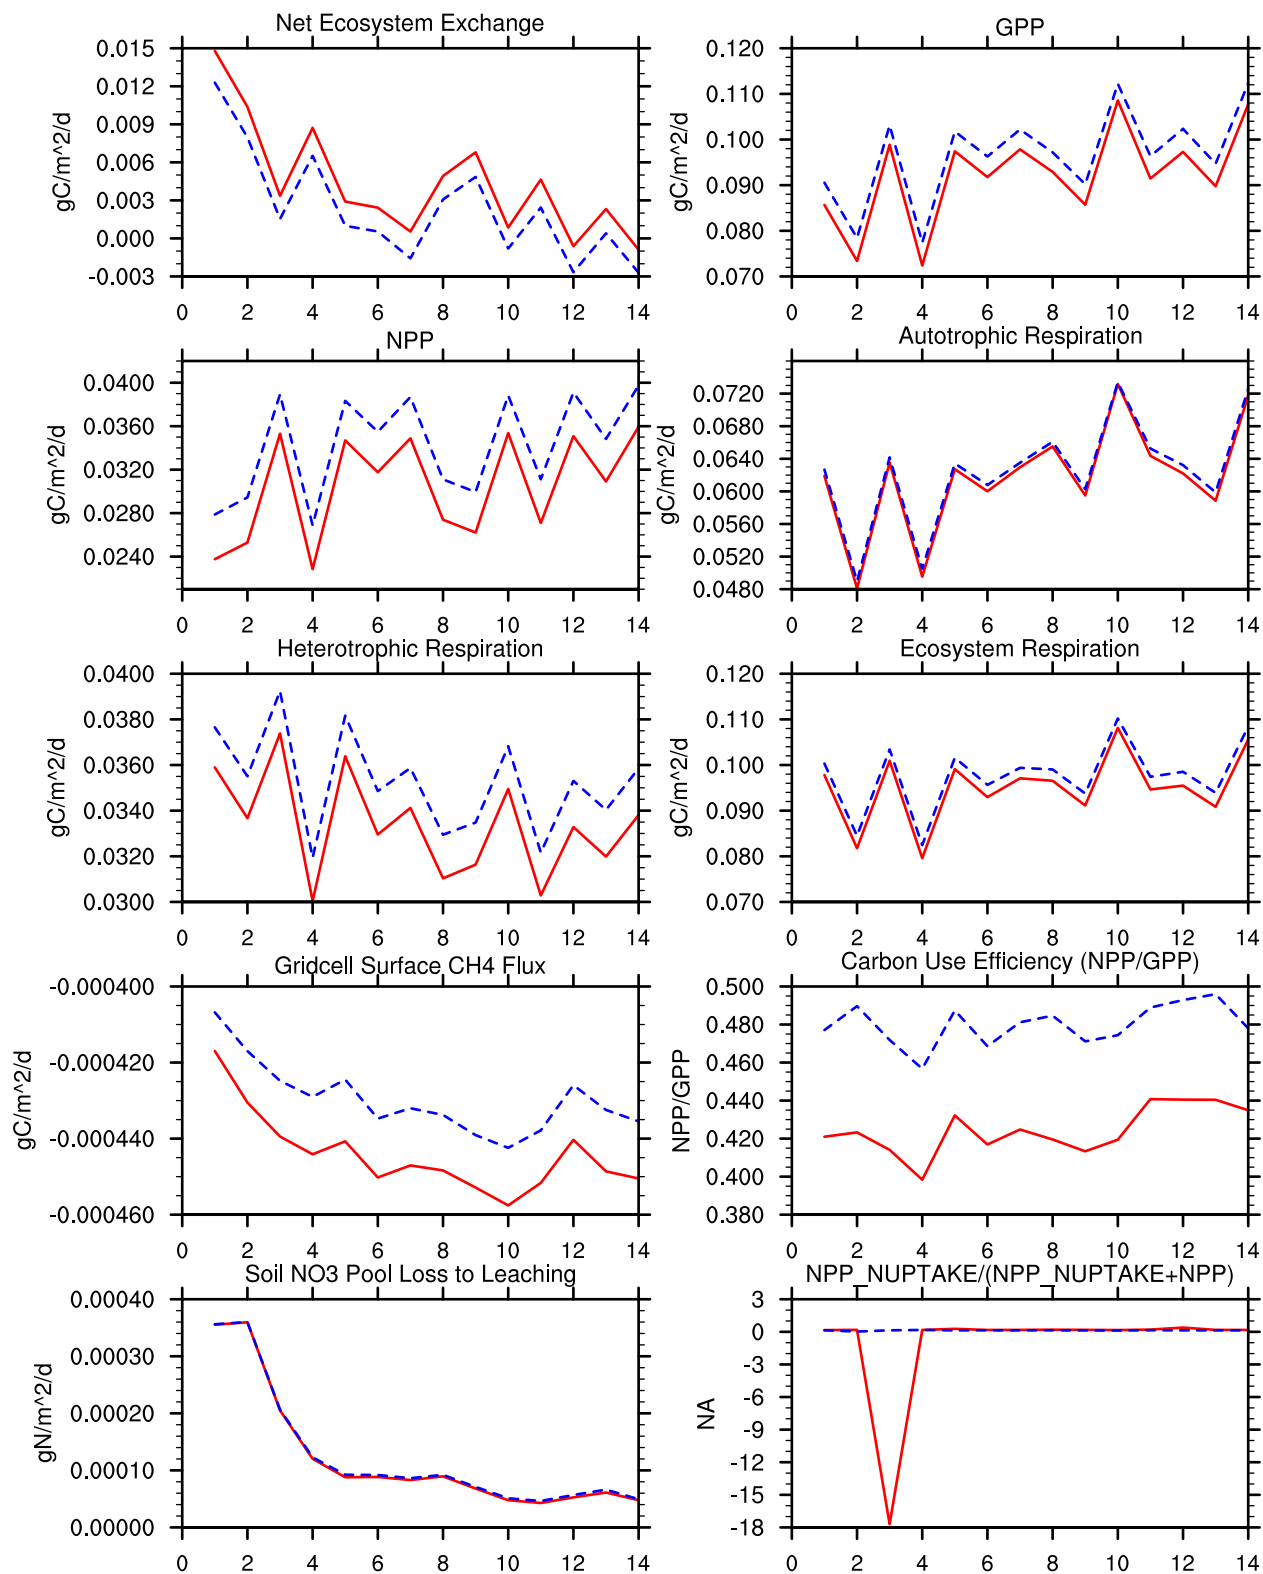 Net Ecosystem Exchange
gC/m^2/d
0.015
0.012
0.009
0.006
0.003
0.000
-0.003
0 2 4 6 8 10 12 14
GPP
gC/m^2/d
0.120
0.110
0.100
0.090
0.080
0.070
0 2 4 6 8 10 12 14
NPP
gC/m^2/d
0.0400
0.0360
0.0320
0.0280
0.0240
0 2 4 6 8 10 12 14
Autotrophic Respiration
gC/m^2/d
0.0720
0.0680
0.0640
0.0600
0.0560
0.0520
0.0480
0 2 4 6 8 10 12 14
Heterotrophic Respiration
gC/m^2/d
0.0400
0.0380
0.0360
0.0340
0.0320
0.0300
0 2 4 6 8 10 12 14
Ecosystem Respiration
gC/m^2/d
0.120
0.110
0.100
0.090
0.080
0.070
0 2 4 6 8 10 12 14
Gridcell Surface CH4 Flux
gC/m^2/d
-0.000400
-0.000420
-0.000440
-0.000460
0 2 4 6 8 10 12 14
Carbon Use Efficiency (NPP/GPP)
NPP/GPP
0.500
0.480
0.460
0.440
0.420
0.400
0.380
0 2 4 6 8 10 12 14
Soil NO3 Pool Loss to Leaching
gN/m^2/d
0.00040
0.00030
0.00020
0.00010
0.00000
0 2 4 6 8 10 12 14
NPP_NUPTAKE/(NPP_NUPTAKE+NPP)
NA
3
0
-3
-6
-9
-12
-15
-18
0 2 4 6 8 10 12 14